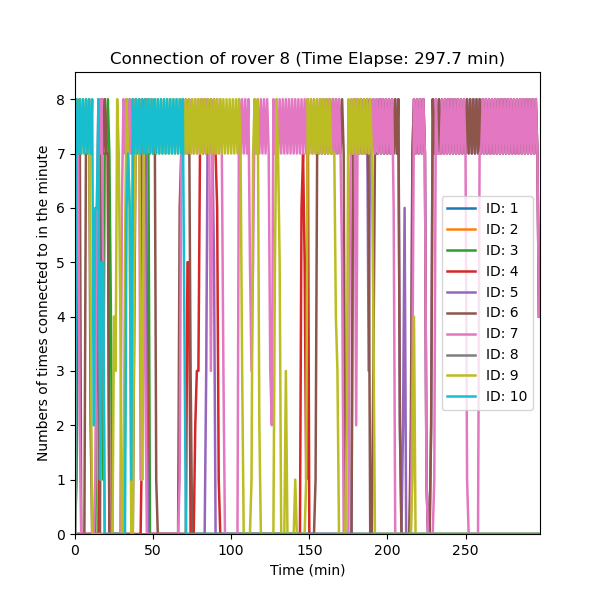 Connection of rover 8 (Time Elapse: 297.7 min)
Numbers of times connected to in the minute
8
7
6
5
4
3
2
1
0
ID: 1
ID: 2
ID: 3
ID: 4
ID: 5
ID: 6
ID: 7
ID: 8
ID: 9
ID: 10
0
50
100
150
200
250
Time (min)